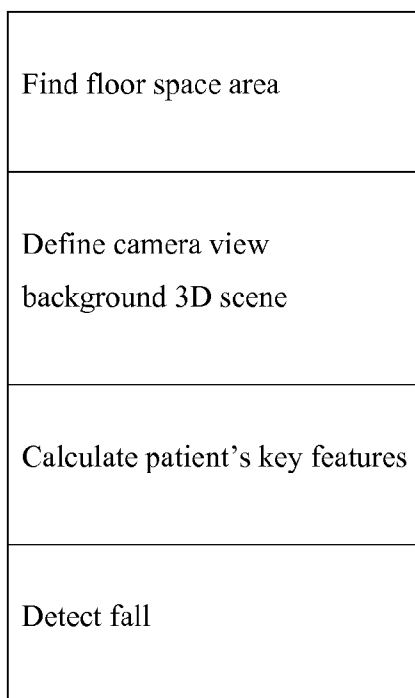 Find floor space area
Define camera view
background 3D scene
Calculate patient’s key features
Detect fall